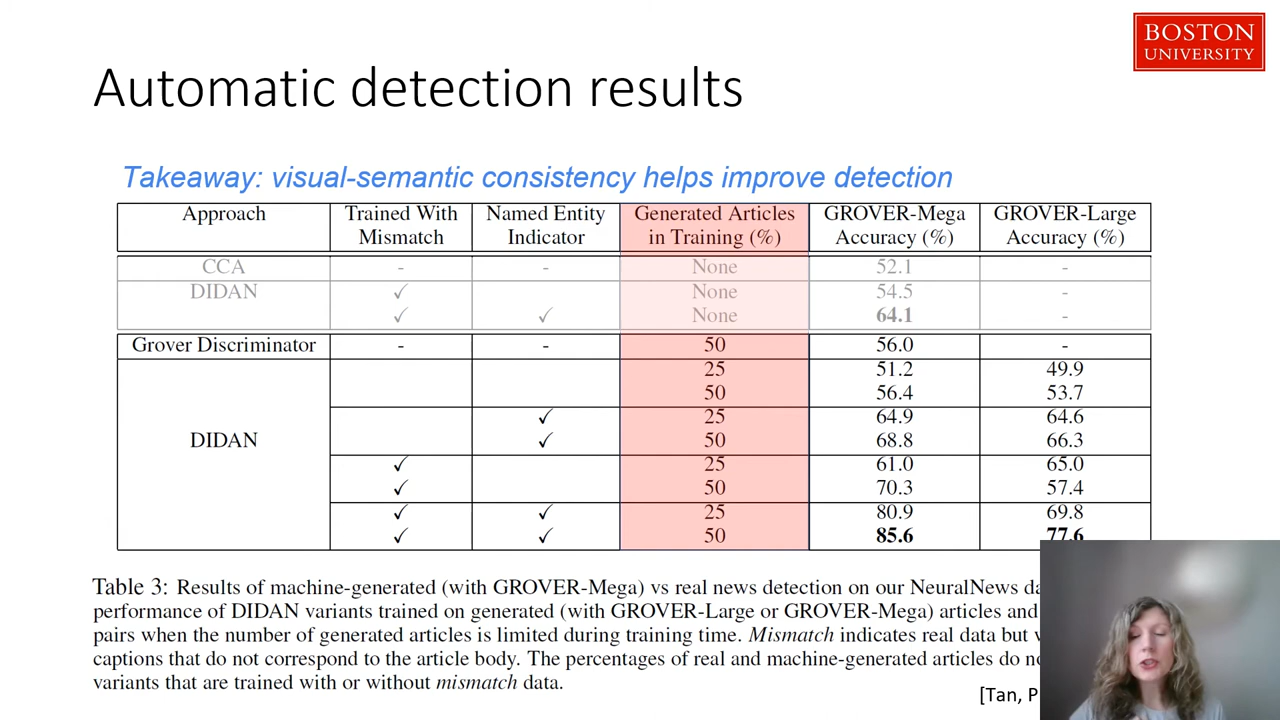 BOSTON
UNIVERSITY
Automatic detection results
Takeaway: visual-semantic consistency helps improve detection
Approach Trained With Mismatch Named Entity Indicator Generated Articles in Training (%) GROVER-Mega Accuracy (%) GROVER-Large Accuracy (%)
CCA - - None 52.1 -
DIDAN ✓ None 54.5 -
✓ ✓ None 64.1 -
Grover Discriminator - - 50 56.0 -
25 51.2 49.9
50 56.4 53.7
✓ 25 64.9 64.6
DIDAN ✓ 50 68.8 66.3
✓ 25 61.0 65.0
✓ 50 70.3 57.4
✓ ✓ 25 80.9 69.8
✓ ✓ 50 85.6 77.6
Table 3: Results of machine-generated (with GROVER-Mega) vs real news detection on our NeuralNews
performance of DIDAN variants trained on generated (with GROVER-Large or GROVER-Mega) articles and
pairs when the number of generated articles is limited during training time. Mismatch indicates real data but
captions that do not correspond to the article body. The percentages of real and machine-generated articles do
variants that are trained with or without mismatch data.
[Tan,